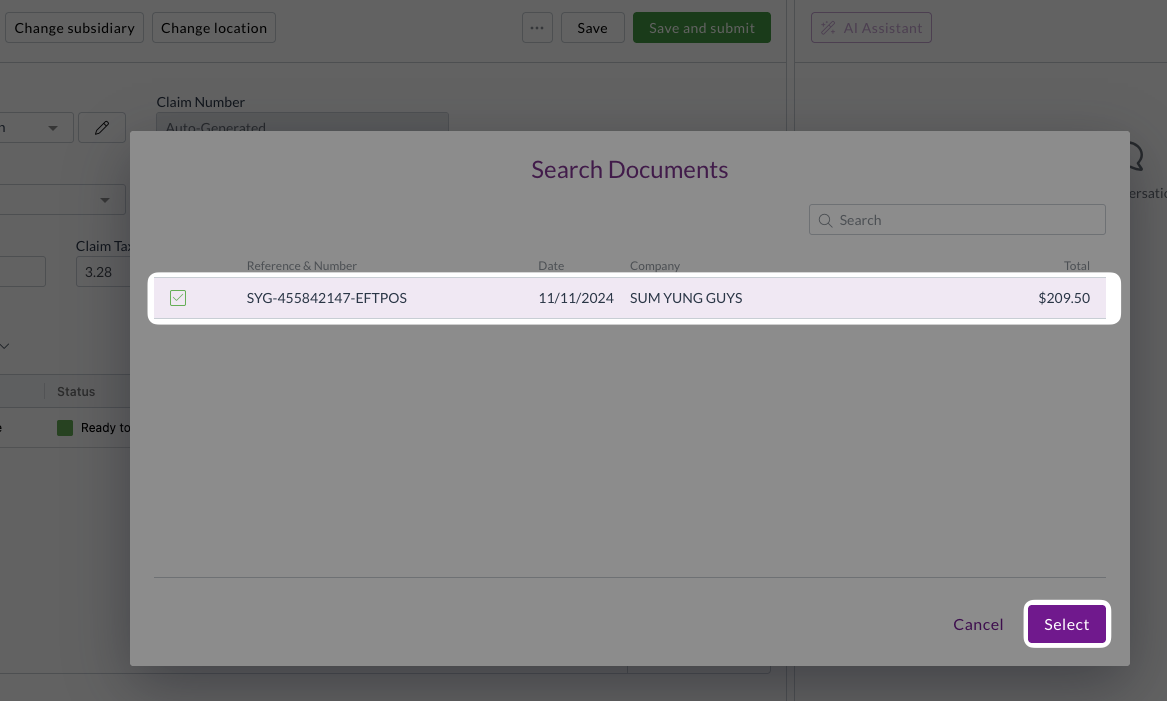 Change subsidiary Change location ... Save Save and submit AI Assistant
Claim Number
Auto-Generated
Search Documents
Search
Claim Tax
3.28
Reference & Number Date Company Total
SYG-455842147-EFTPOS 11/11/2024 SUM YUNG GUYS $209.50
Status
Ready to
Cancel Select